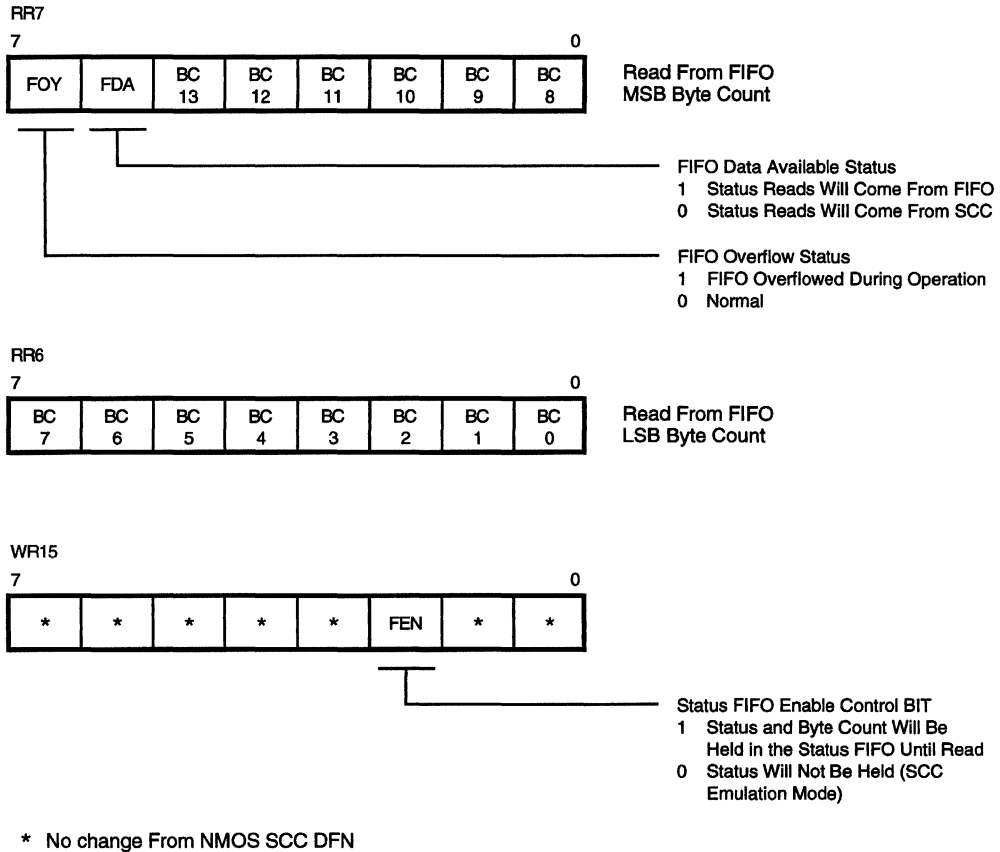 RR7
7 0
FOY FDA BC 13 BC 12 BC 11 BC 10 BC 9 BC 8
Read From FIFO
MSB Byte Count
FIFO Data Available Status
1 Status Reads Will Come From FIFO
0 Status Reads Will Come From SCC
FIFO Overflow Status
1 FIFO Overflowed During Operation
0 Normal
RR6
7 0
BC 7 BC 6 BC 5 BC 4 BC 3 BC 2 BC 1 BC 0
Read From FIFO
LSB Byte Count
WR15
7 0
* * * * * FEN * *
Status FIFO Enable Control BIT
1 Status and Byte Count Will Be
Held in the Status FIFO Until Read
0 Status Will Not Be Held (SCC
Emulation Mode)
* No change From NMOS SCC DFN